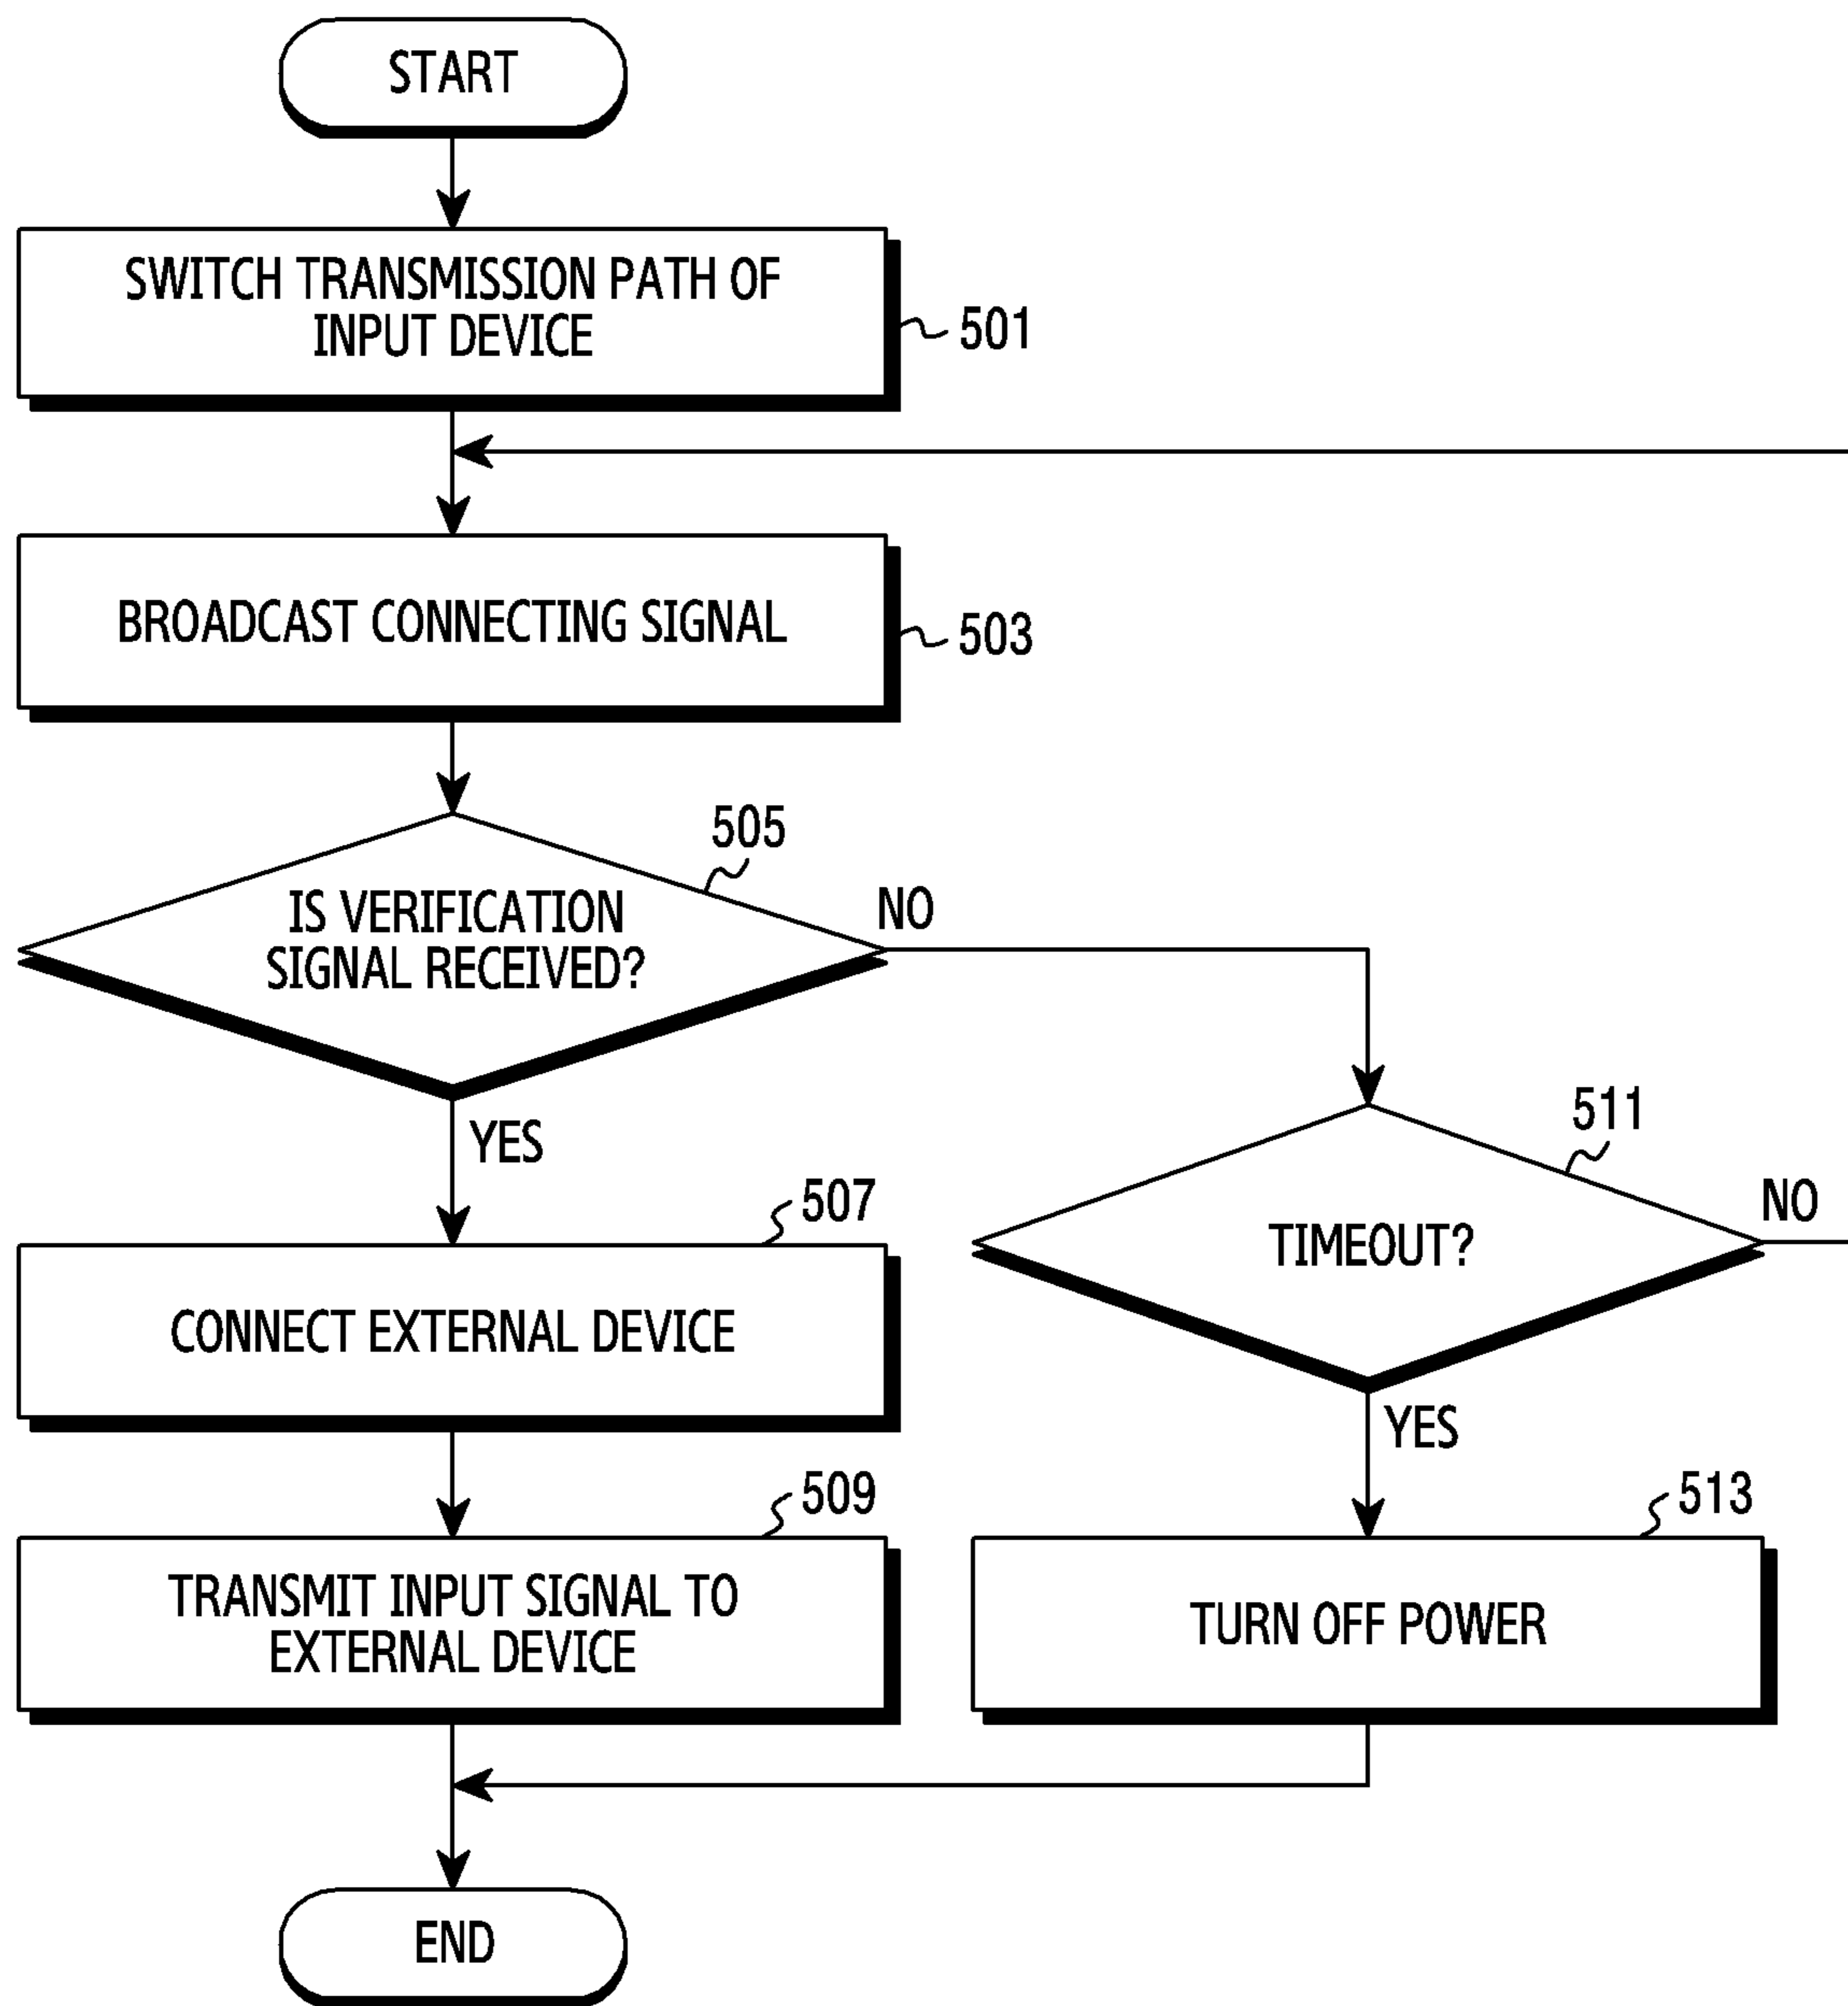 START
SWITCH TRANSMISSION PATH OF
INPUT DEVICE
501
BROADCAST CONNECTING SIGNAL
503
505
IS VERIFICATION
SIGNAL RECEIVED?
NO
YES
511
TIMEOUT?
NO
YES
507
CONNECT EXTERNAL DEVICE
509
TRANSMIT INPUT SIGNAL TO
EXTERNAL DEVICE
513
TURN OFF POWER
END